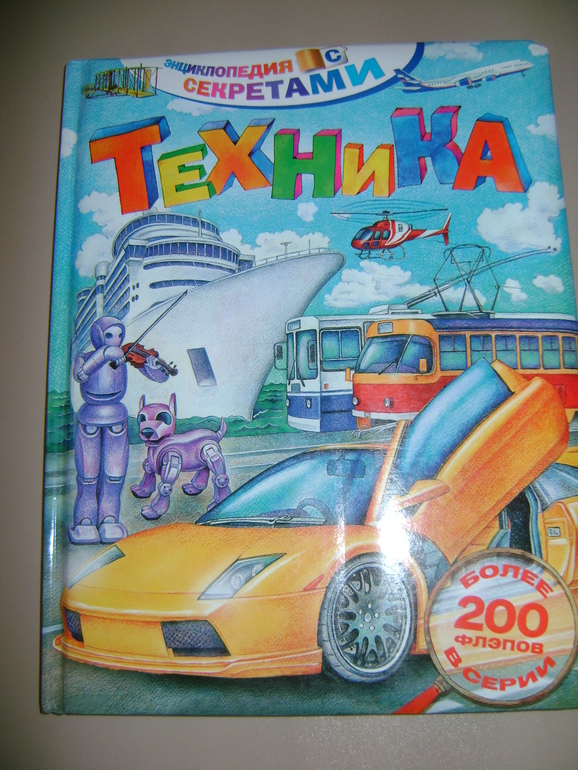 ЭНЦИКЛОПЕДИЯ С
СЕКРЕТАМИ
ТЕХНИКА
БОЛЕЕ
200
ФЛЭПОВ
В СЕРИИ